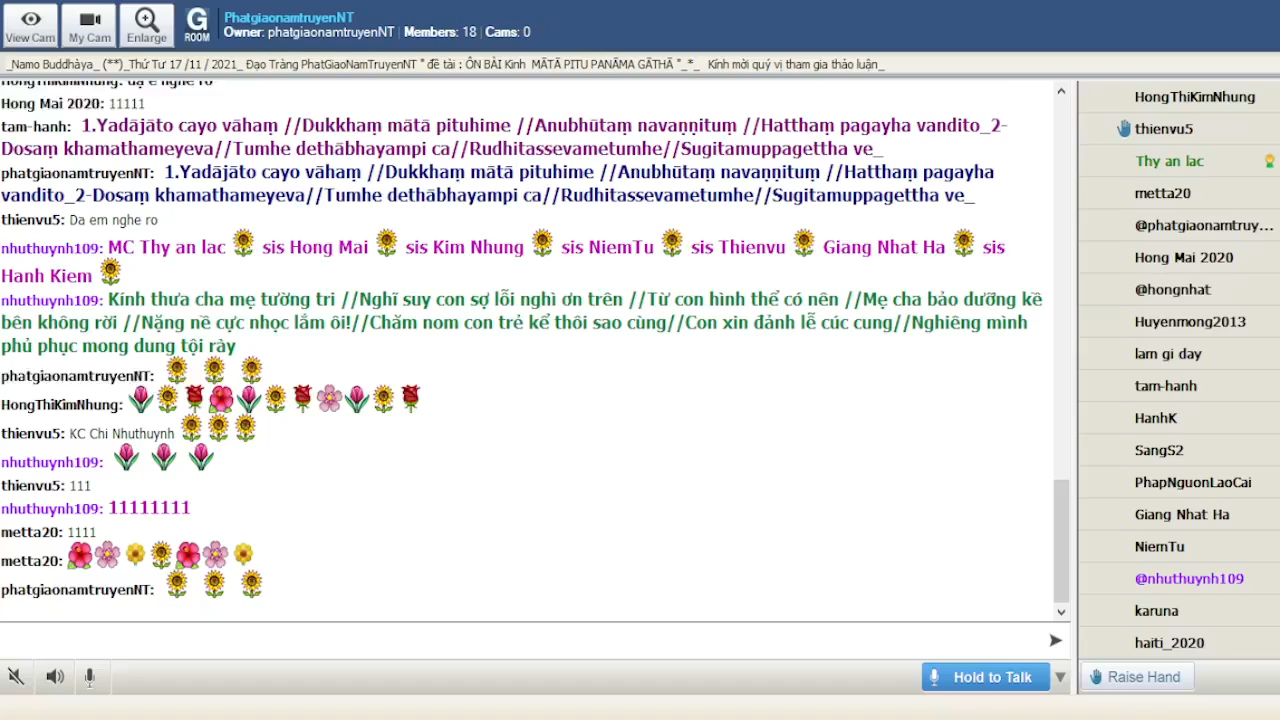 View Cam
My Cam
Enlarge
G
ROOM
PhatgiaonamtruyenNT
Owner: phatgiaonamtruyenNT | Members: 18 | Cams: 0
_Namo Buddhàya_ (**)_Thứ Tư 17 /11 / 2021_ Đạo Tràng PhatGiaoNamTruyenNT " đề tài : ÔN BÀI Kinh MĀTĀ PITU PANĀMA GĀTHĀ "_*_ Kính mời quý vị tham gia thảo luận_
HongThiKimNhung: dạ e nghe rõ
Hong Mai 2020: 11111
tam-hanh: 1.Yadājāto cayo vāhaṃ //Dukkhaṃ mātā pituhime //Anubhūtaṃ navaṇṇituṃ //Hatthaṃ pagayha vandito_2-
Dosaṃ khamathameyeva//Tumhe dethābhayampi ca//Rudhitassevametumhe//Sugitamuppagettha ve_
phatgiaonamtruyenNT: 1.Yadājāto cayo vāhaṃ //Dukkhaṃ mātā pituhime //Anubhūtaṃ navaṇṇituṃ //Hatthaṃ pagayha
vandito_2-Dosaṃ khamathameyeva//Tumhe dethābhayampi ca//Rudhitassevametumhe//Sugitamuppagettha ve_
thienvu5: Da em nghe ro
nhuthuynh109: MC Thy an lac sis Hong Mai sis Kim Nhung sis NiemTu sis Thienvu Giang Nhat Ha sis
Hanh Kiem
nhuthuynh109: Kính thưa cha mẹ tường tri //Nghĩ suy con sợ lỗi nghì ơn trên //Từ con hình thể có nên //Mẹ cha bảo dưỡng kề
bên không rời //Nặng nề cực nhọc lắm ôi!//Chăm nom con trẻ kể thôi sao cùng//Con xin đảnh lễ cúc cung//Nghiêng mình
phủ phục mong dung tội rày
phatgiaonamtruyenNT:
HongThiKimNhung:
thienvu5: KC Chi Nhuthuynh
nhuthuynh109:
thienvu5: 111
nhuthuynh109: 11111111
metta20: 1111
metta20:
phatgiaonamtruyenNT:
HongThiKimNhung
thienvu5
Thy an lac
metta20
@phatgiaonamtruy...
Hong Mai 2020
@hongnhat
Huyenmong2013
lam gi day
tam-hanh
HanhK
SangS2
PhapNguonLaoCai
Giang Nhat Ha
NiemTu
@nhuthuynh109
karuna
haiti_2020
Hold to Talk
Raise Hand